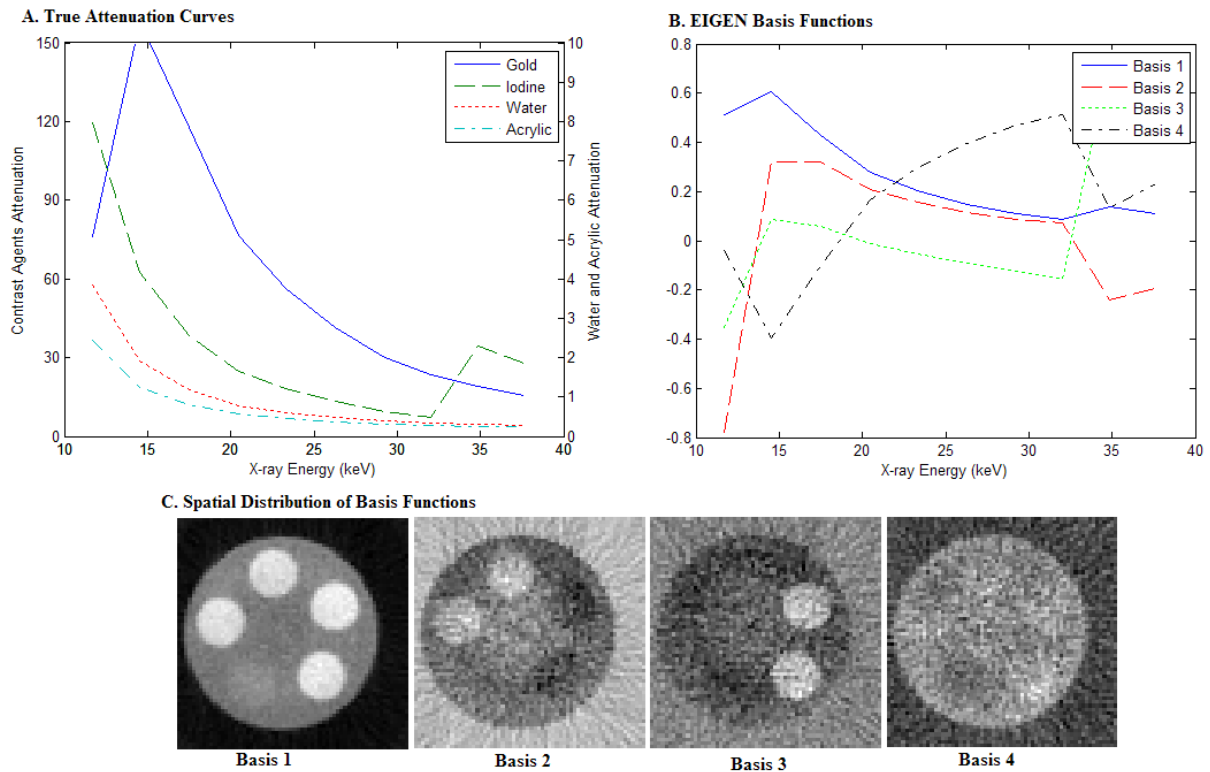 A. True Attenuation Curves
150
120
90
60
30
0
10
9
8
7
6
5
4
3
2
1
0
10
15
20
25
30
35
40
Contrast Agents Attenuation
Water and Acrylic Attenuation
X-ray Energy (keV)
Gold
Iodine
Water
Acrylic
B. EIGEN Basis Functions
0.8
0.6
0.4
0.2
0
-0.2
-0.4
-0.6
-0.8
10
15
20
25
30
35
40
X-ray Energy (keV)
Basis 1
Basis 2
Basis 3
Basis 4
C. Spatial Distribution of Basis Functions
Basis 1
Basis 2
Basis 3
Basis 4